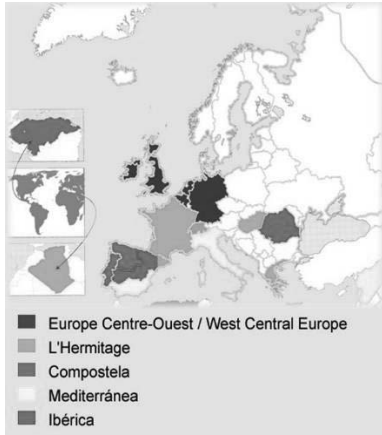 Europe Centre-Ouest / West Central Europe
L'Hermitage
Compostela
Mediterránea
Ibérica